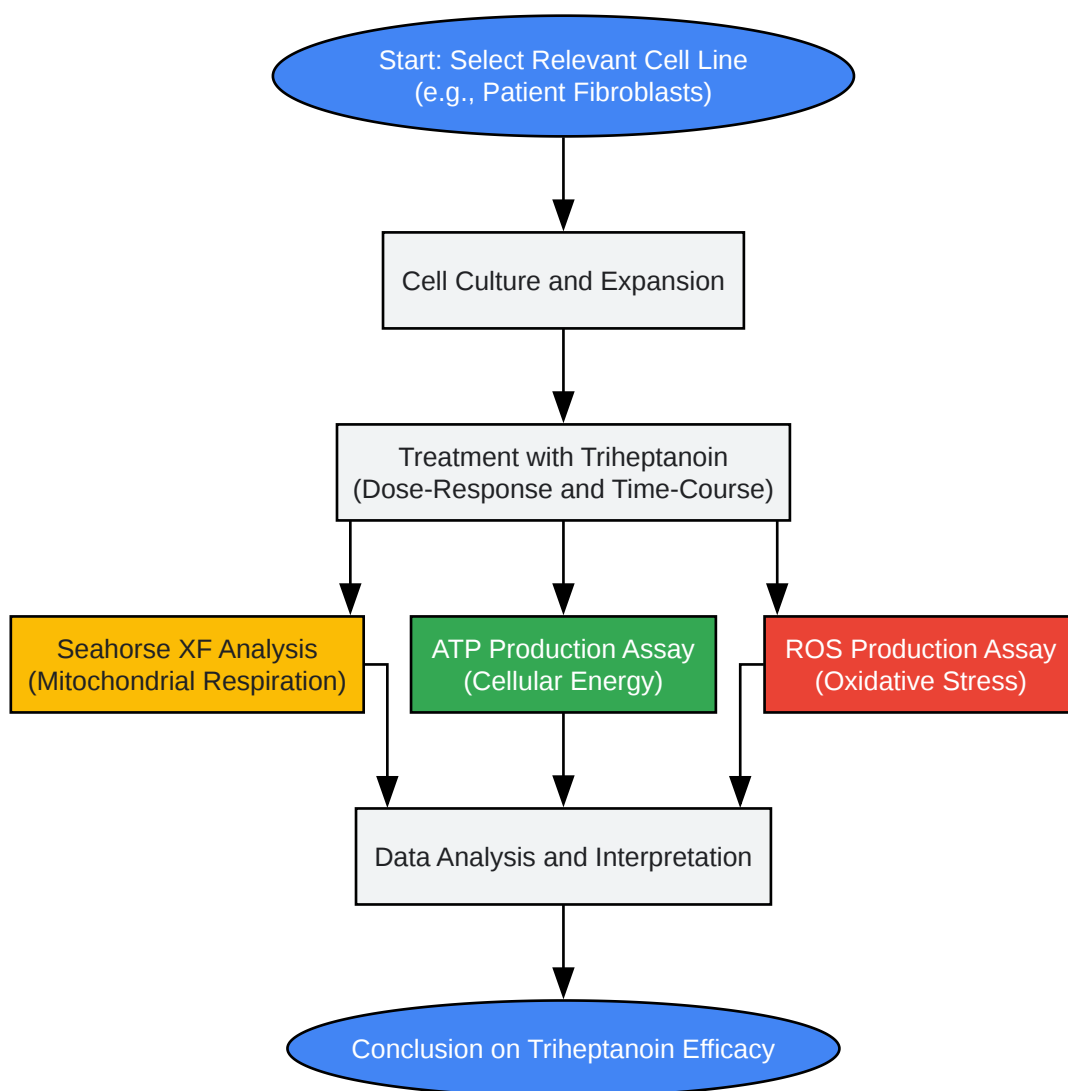 Start: Select Relevant Cell Line
(e.g., Patient Fibroblasts)
Cell Culture and Expansion
Treatment with Triheptanoin
(Dose-Response and Time-Course)
Seahorse XF Analysis
(Mitochondrial Respiration)
ATP Production Assay
(Cellular Energy)
ROS Production Assay
(Oxidative Stress)
Data Analysis and Interpretation
Conclusion on Triheptanoin Efficacy